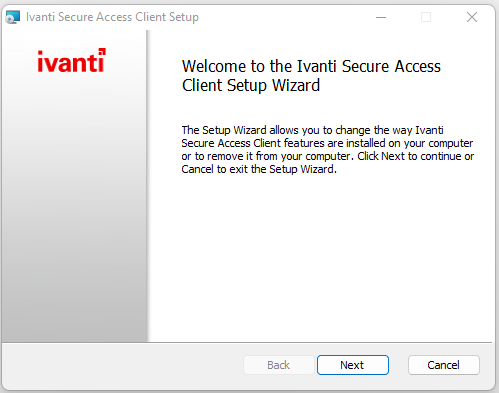 Ivanti Secure Access Client Setup
ivanti
Welcome to the Ivanti Secure Access
Client Setup Wizard
The Setup Wizard allows you to change the way Ivanti
Secure Access Client features are installed on your computer
or to remove it from your computer. Click Next to continue or
Cancel to exit the Setup Wizard.
Back
Next
Cancel